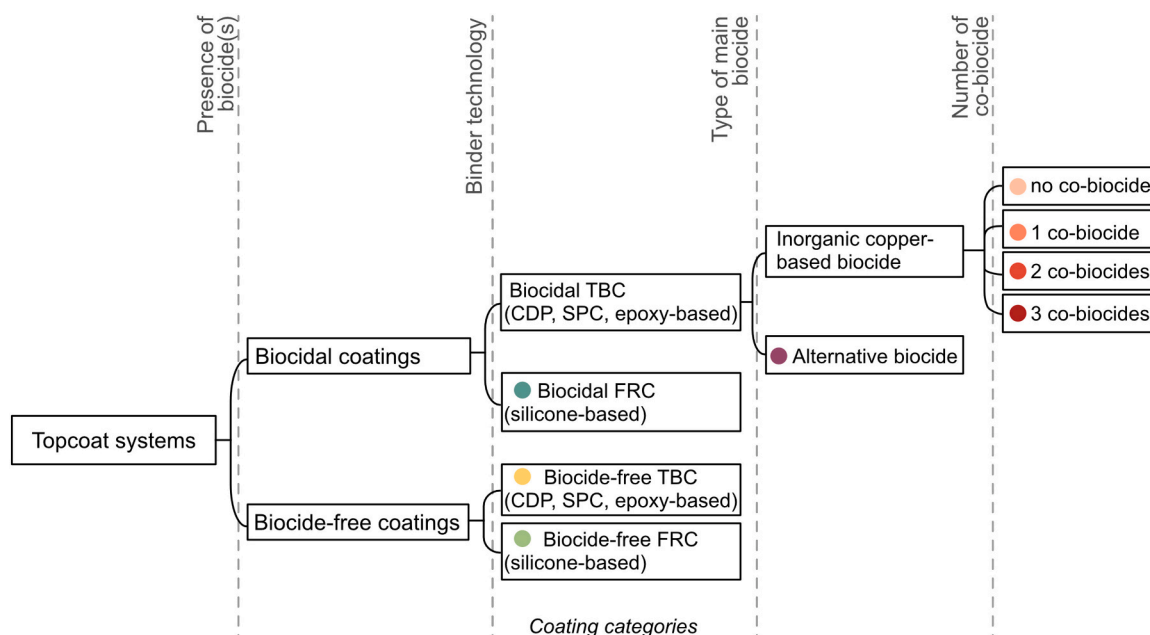 Presence of
biocide(s)
Binder technology
Type of main
biocide
Number of
co-biocide
Topcoat systems
Biocidal coatings
Biocide-free coatings
Biocidal TBC
(CDP, SPC, epoxy-based)
Biocidal FRC
(silicone-based)
Biocide-free TBC
(CDP, SPC, epoxy-based)
Biocide-free FRC
(silicone-based)
Inorganic copper-
based biocide
Alternative biocide
no co-biocide
1 co-biocide
2 co-biocides
3 co-biocides
Coating categories